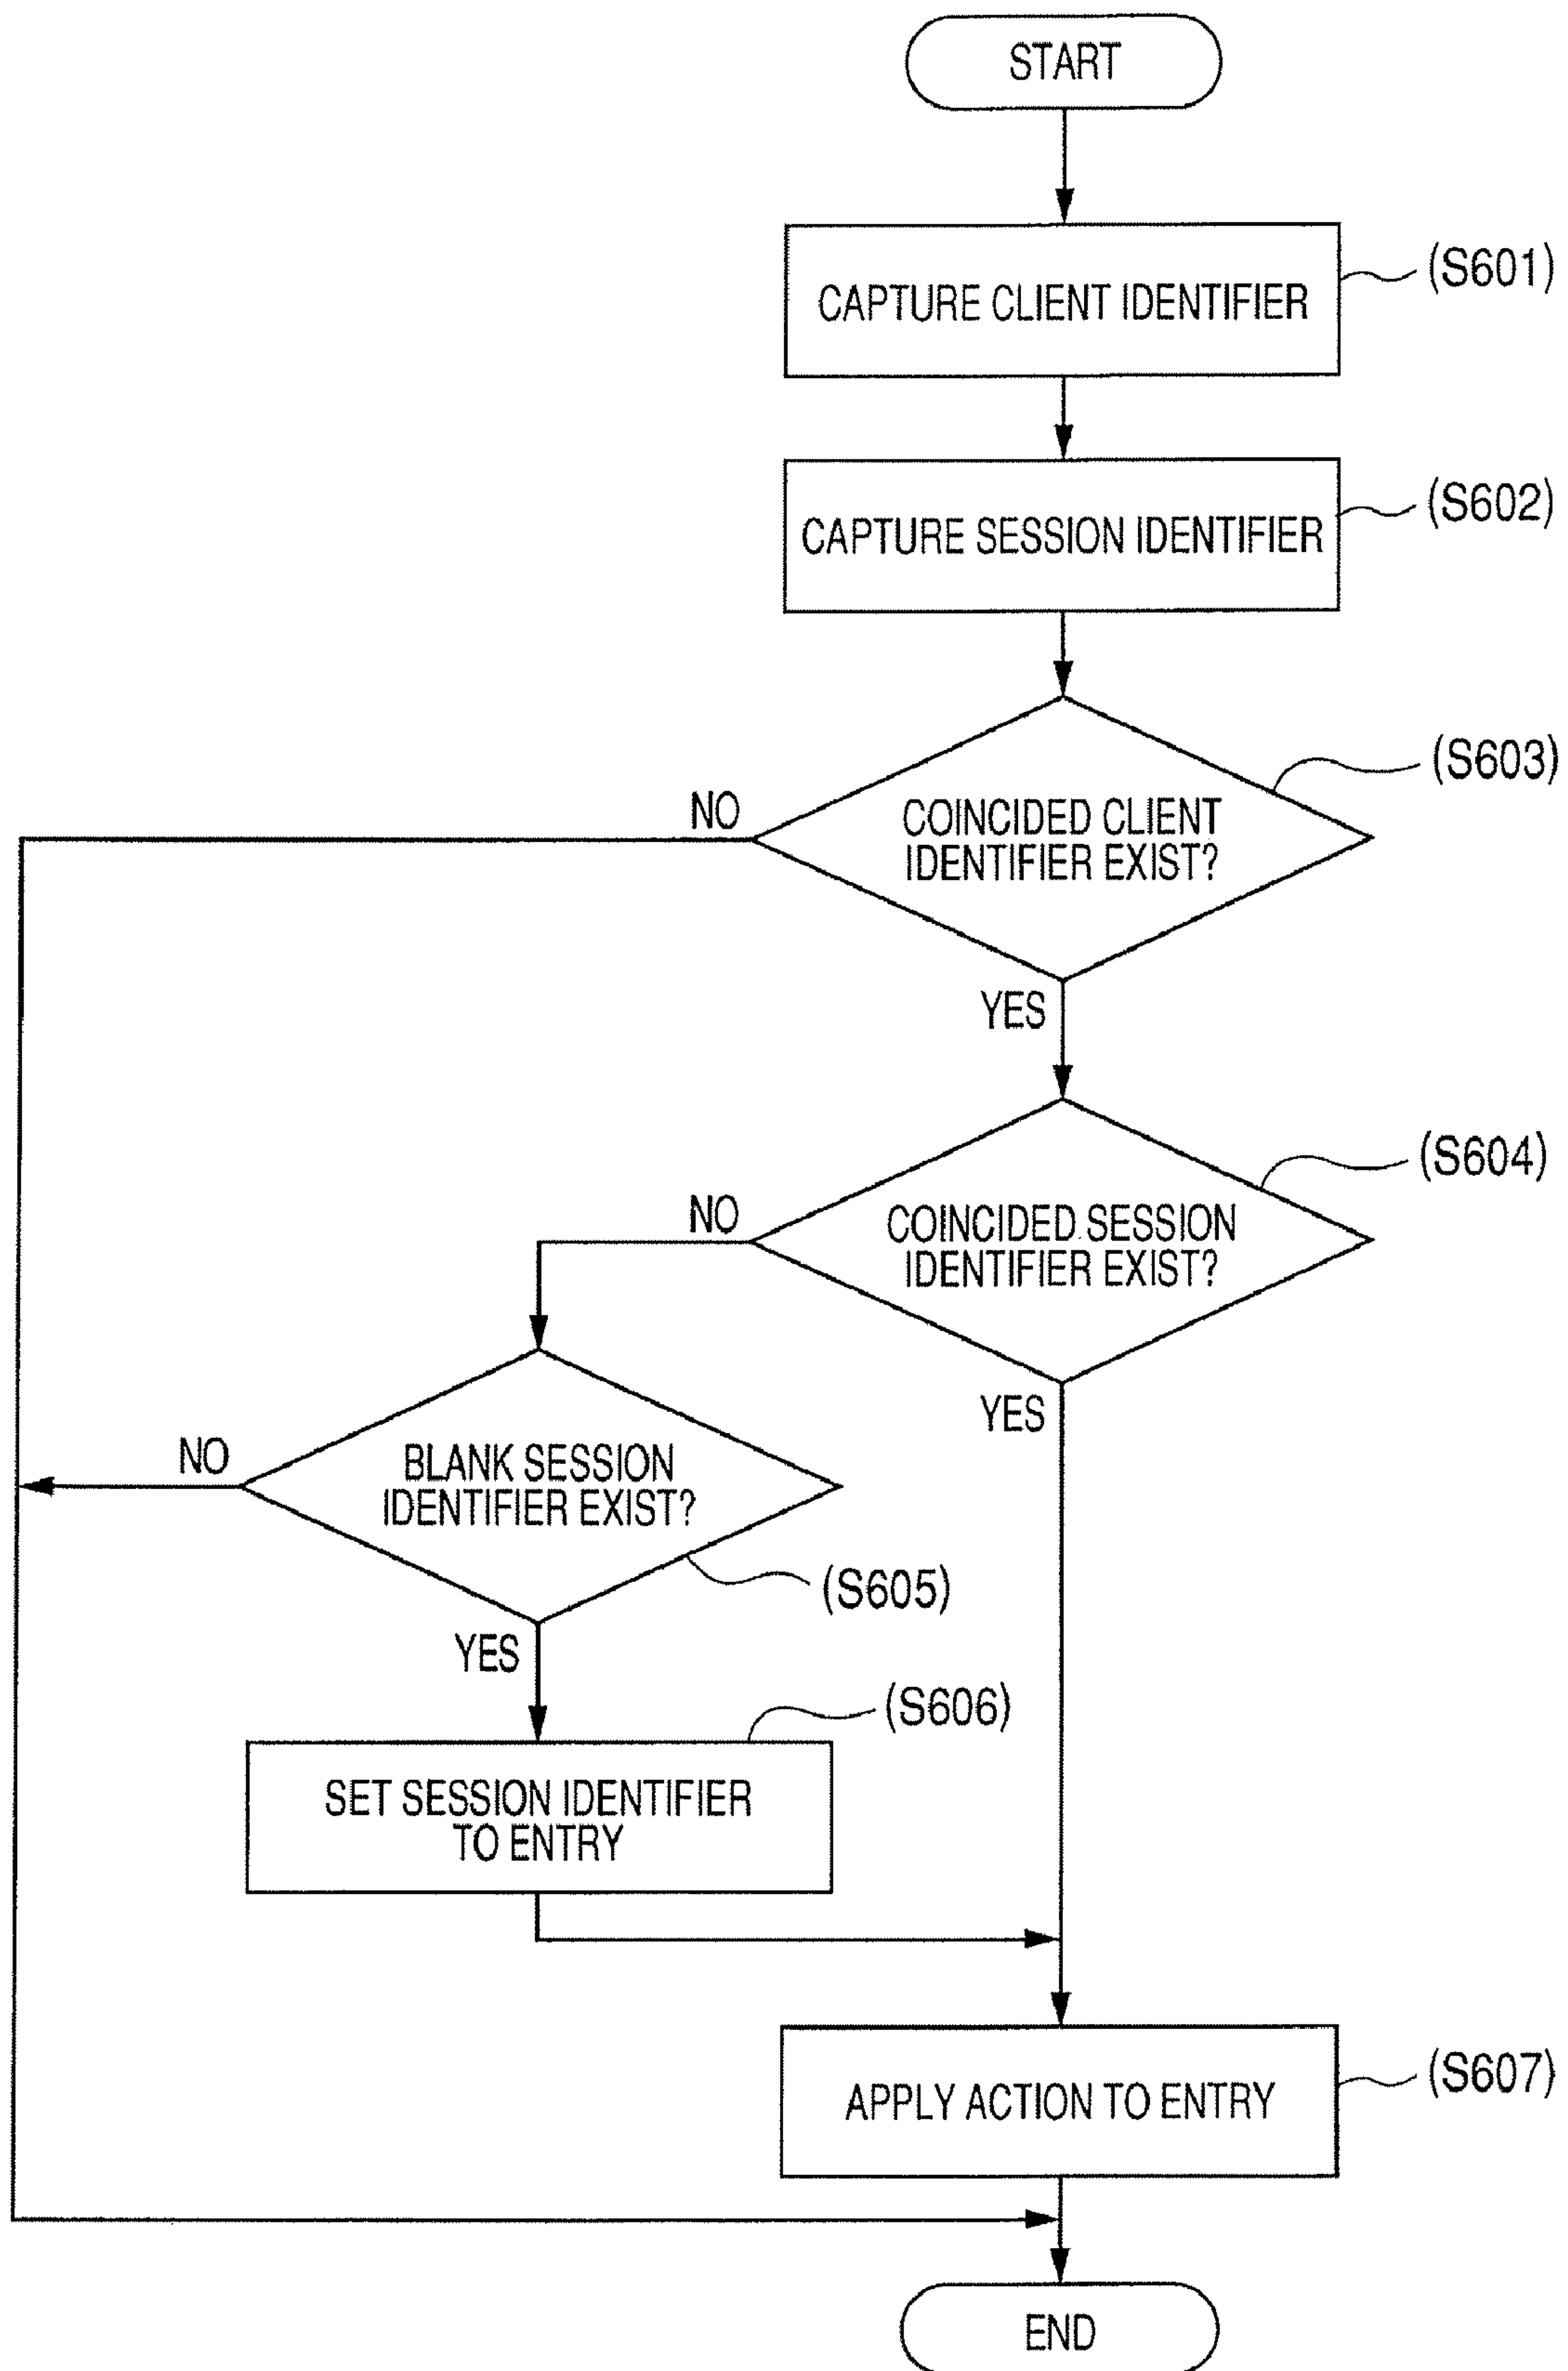 START
CAPTURE CLIENT IDENTIFIER
(S601)
CAPTURE SESSION IDENTIFIER
(S602)
(S603)
NO
COINCIDED CLIENT
IDENTIFIER EXIST?
YES
(S604)
NO
COINCIDED SESSION
IDENTIFIER EXIST?
YES
NO
BLANK SESSION
IDENTIFIER EXIST?
(S605)
YES
(S606)
SET SESSION IDENTIFIER
TO ENTRY
APPLY ACTION TO ENTRY
(S607)
END